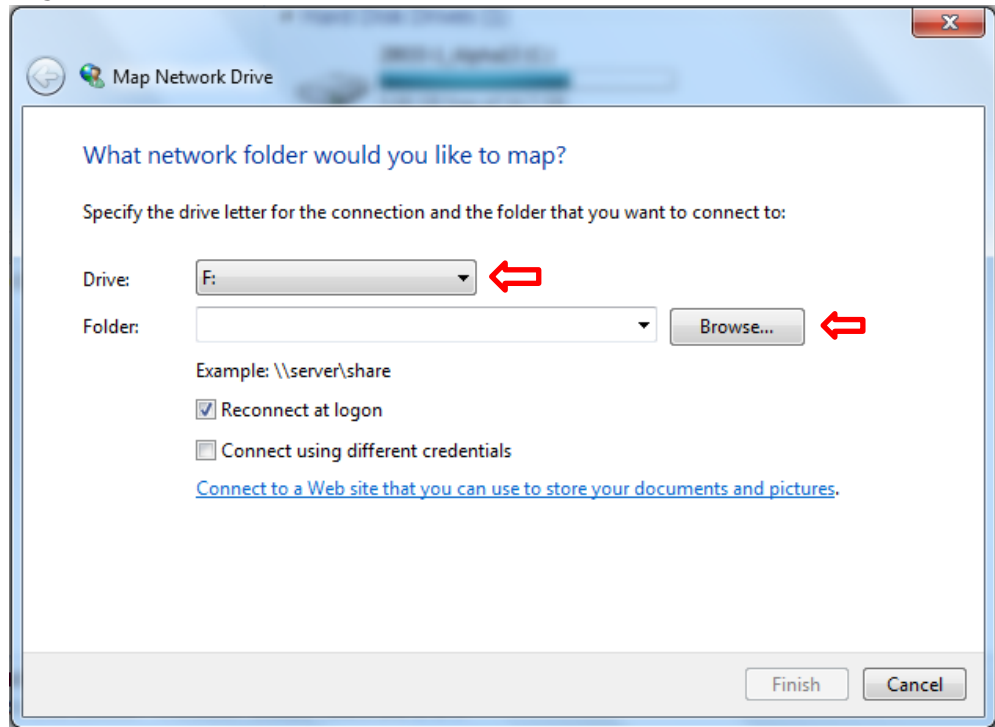 Map Network Drive
What network folder would you like to map?
Specify the drive letter for the connection and the folder that you want to connect to:
Drive: F:
Folder: Browse...
Example: \\server\share
Reconnect at logon
Connect using different credentials
Connect to a Web site that you can use to store your documents and pictures.
Finish Cancel